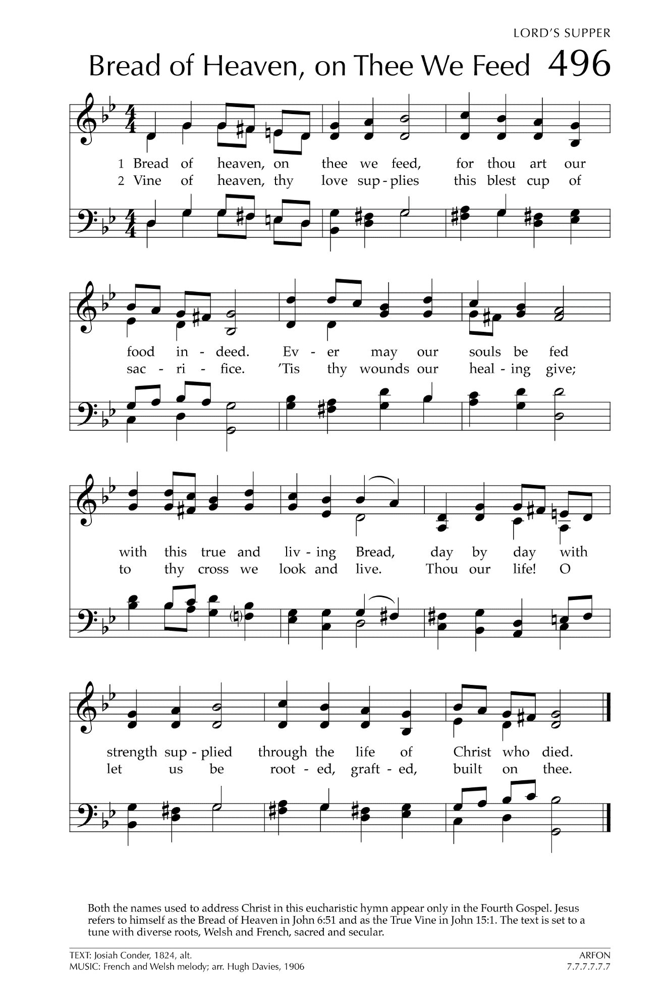 LORD'S SUPPER
Bread of Heaven, on Thee We Feed 496
4
4
1 Bread of heaven, on thee we feed, for thou art our
2 Vine of heaven, thy love sup - plies this blest cup of
4
4
food in - deed. Ev - er may our souls be fed
sac - ri - fice. ’Tis thy wounds our heal - ing give;
with this true and liv - ing Bread, day by day with
to thy cross we look and live. Thou our life! O
strength sup - plied through the life of Christ who died.
let us be root - ed, graft - ed, built on thee.
Both the names used to address Christ in this eucharistic hymn appear only in the Fourth Gospel. Jesus
refers to himself as the Bread of Heaven in John 6:51 and as the True Vine in John 15:1. The text is set to a
tune with diverse roots, Welsh and French, sacred and secular.
TEXT: Josiah Conder, 1824, alt. ARFON
MUSIC: French and Welsh melody; arr. Hugh Davies, 1906 7.7.7.7.7.7